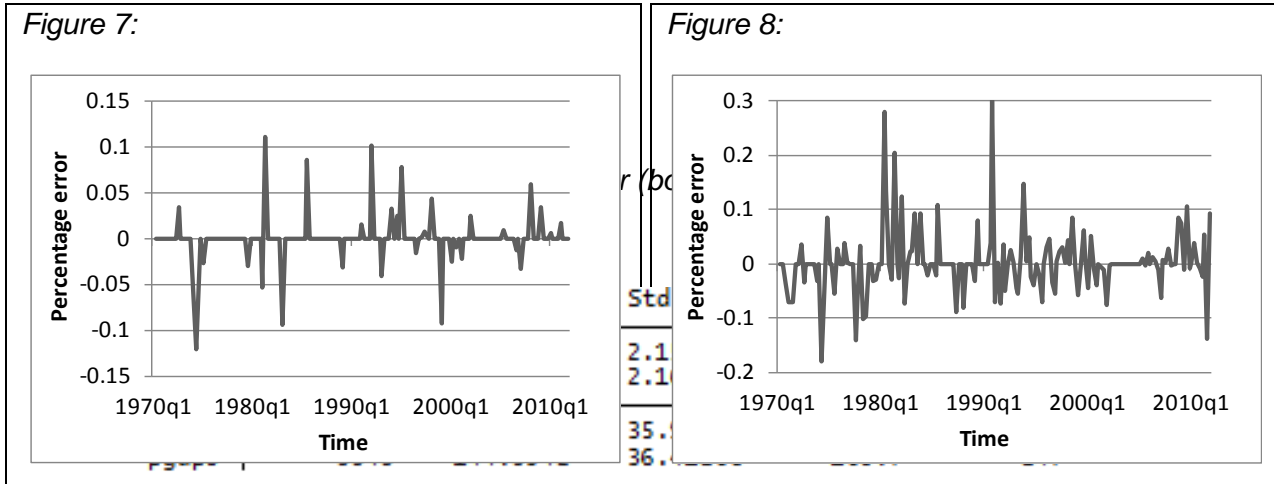 Figure 7:
Figure 8:
Percentage error
0.15
0.1
0.05
0
-0.05
-0.1
-0.15
1970q1 1980q1 1990q1 2000q1 2010q1
Time
Percentage error
0.3
0.2
0.1
0
-0.1
-0.2
1970q1 1980q1 1990q1 2000q1 2010q1
Time
Std